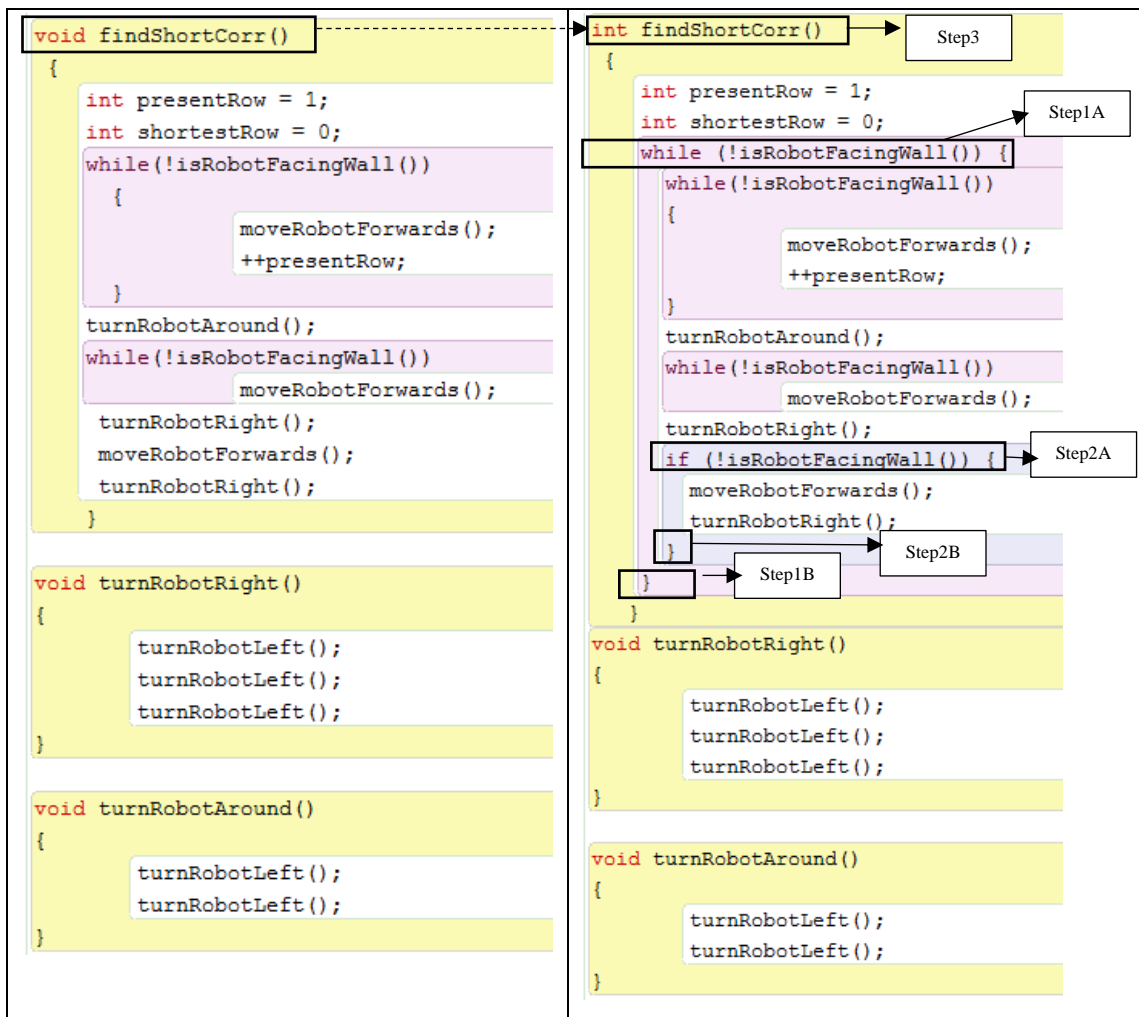 void findShortCorr()
{
int presentRow = 1;
int shortestRow = 0;
while(!isRobotFacingWall())
{
moveRobotForwards();
++presentRow;
}
turnRobotAround();
while(!isRobotFacingWall())
moveRobotForwards();
turnRobotRight();
moveRobotForwards();
turnRobotRight();
}
void turnRobotRight()
{
turnRobotLeft();
turnRobotLeft();
turnRobotLeft();
}
void turnRobotAround()
{
turnRobotLeft();
turnRobotLeft();
}
int findShortCorr()
Step3
{
int presentRow = 1;
int shortestRow = 0;
Step1A
while (!isRobotFacingWall()) {
while(!isRobotFacingWall())
{
moveRobotForwards();
++presentRow;
}
turnRobotAround();
while(!isRobotFacingWall())
moveRobotForwards();
turnRobotRight();
if (!isRobotFacingWall()) {
Step2A
moveRobotForwards();
turnRobotRight();
}
Step2B
}
Step1B
}
void turnRobotRight()
{
turnRobotLeft();
turnRobotLeft();
turnRobotLeft();
}
void turnRobotAround()
{
turnRobotLeft();
turnRobotLeft();
}